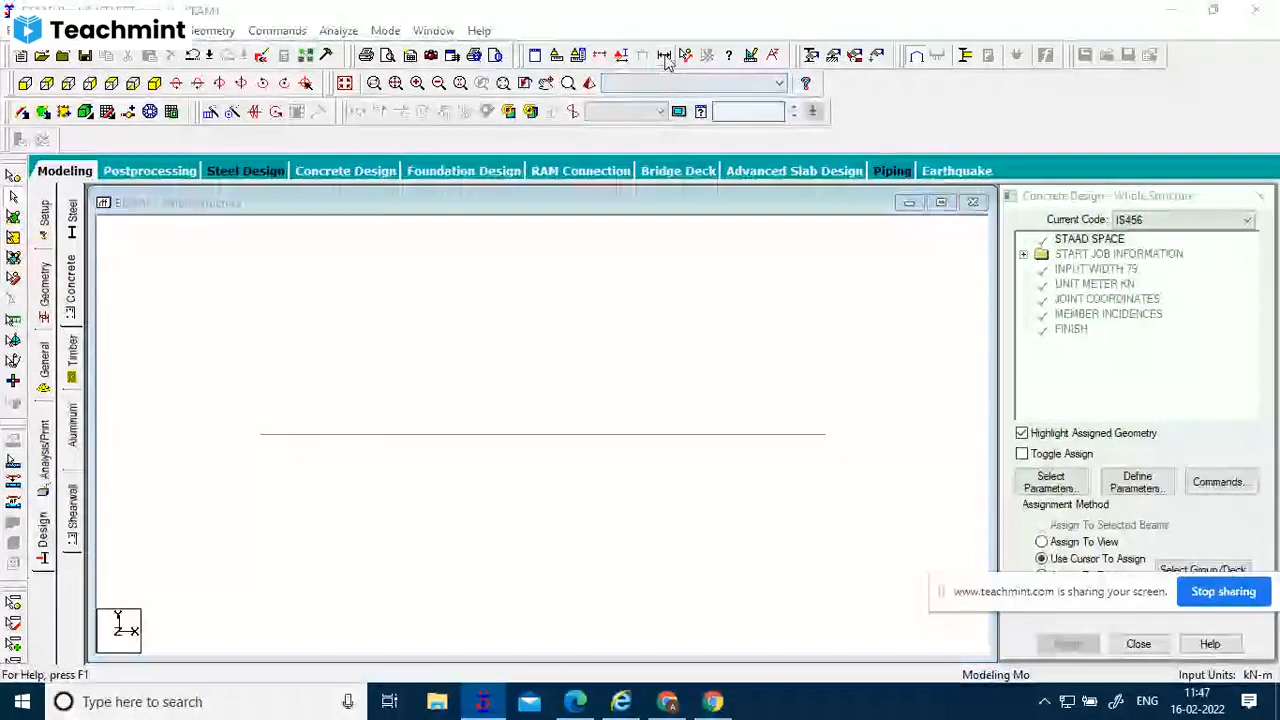 Teachmint
Geometry Commands Analyze Mode Window Help
Modeling Postprocessing Steel Design Concrete Design Foundation Design RAM Connection Bridge Deck Advanced Slab Design Piping Earthquake
Setup
Geometry
General
Analysis/Print
Design
Steel
Concrete
Timber
Aluminum
Shearwall
Y
Z X
Concrete Design - Whole Structure
Current Code: IS456
STAAD SPACE
START JOB INFORMATION
INPUT WIDTH 79
UNIT METER KN
JOINT COORDINATES
MEMBER INCIDENCES
FINISH
Highlight Assigned Geometry
Toggle Assign
Select Parameters...
Define Parameters...
Commands...
Assignment Method
Assign To Selected Beams
Assign To View
Use Cursor To Assign
Select Group/Deck
www.teachmint.com is sharing your screen.
Stop sharing
Close
Help
For Help, press F1
Modeling Mo
Input Units: kN-m
Type here to search
ENG
11:47
16-02-2022